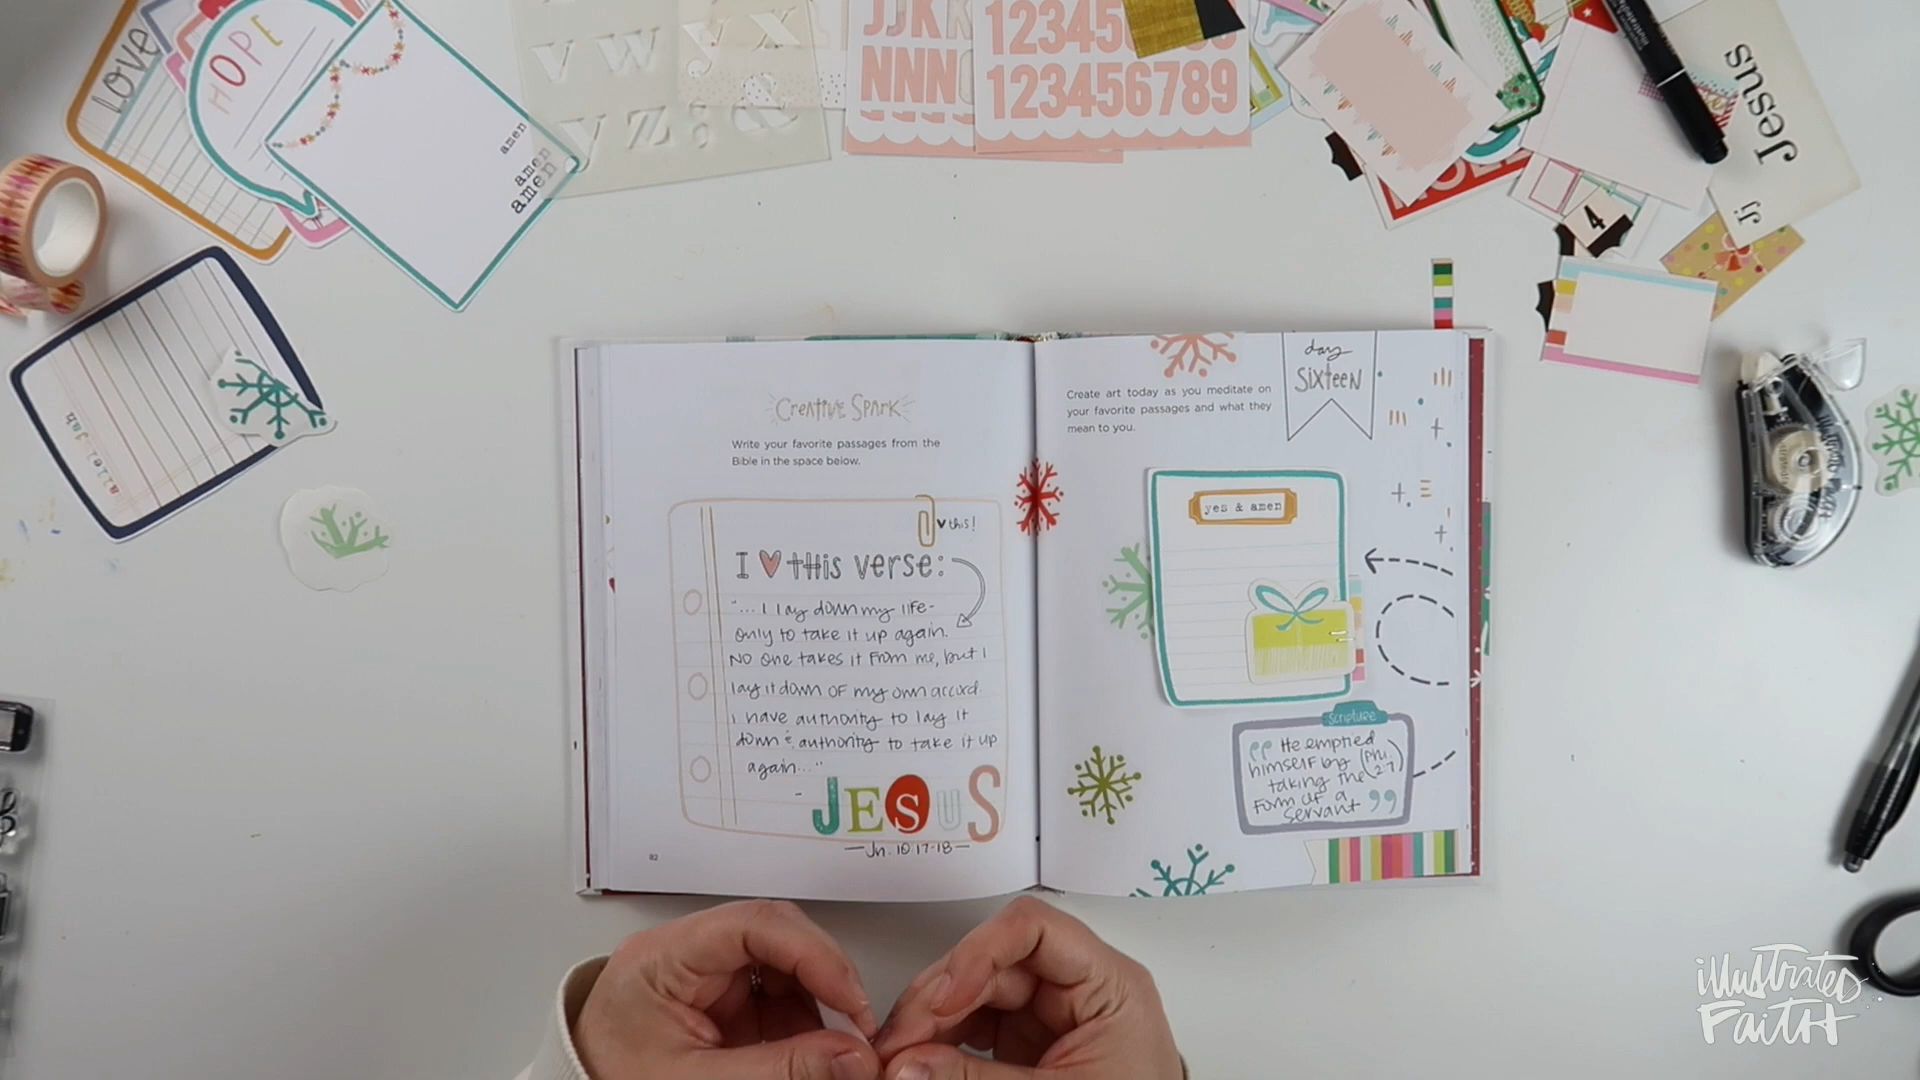 Love
HOPE
amen
amen
amen
v w y x
y z ; &
JJK
NNN
12345
123456789
123456789
Jesus
Jj
4
Creative Spark
Write your favorite passages from the
Bible in the space below.
♥ this!
I ♥ this verse:
"... I lay down my life-
only to take it up again.
No one takes it from me, but I
lay it down of my own accord.
I have authority to lay it
down & authority to take it up
again..."
- JESUS
— Jn. 10:17-18 —
82
day
Sixteen
Create art today as you meditate on
your favorite passages and what they
mean to you.
yes & amen
scripture
“ He emptied
himself by (Phi.
taking the 2:7)
form of a
servant ”
illustrated
Faith